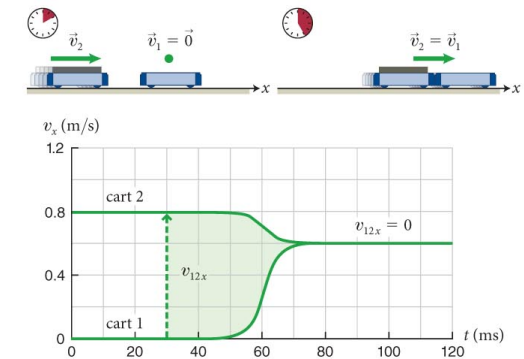 v⃗₂
v⃗₁ = 0⃗
v⃗₂ = v⃗₁
x
x
vₓ (m/s)
1.2
cart 2
0.8
v₁₂ₓ = 0
v₁₂ₓ
0.4
cart 1
0
t (ms)
0 20 40 60 80 100 120